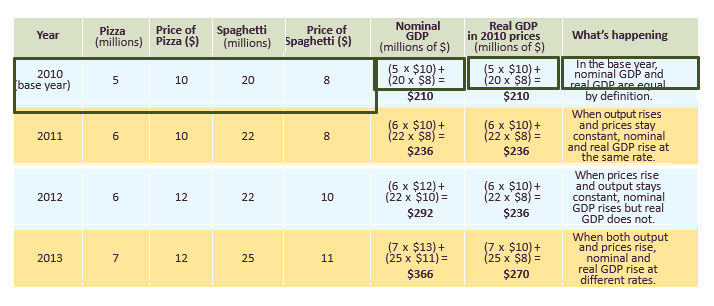 Year
Pizza
(millions)
Price of
Pizza ($)
Spaghetti
(millions)
Price of
Spaghetti ($)
Nominal
GDP
(millions of $)
Real GDP
in 2010 prices
(millions of $)
What's happening
2010
(base year)
5
10
20
8
(5 x $10) +
(20 x $8) =
$210
(5 x $10) +
(20 x $8) =
$210
In the base year,
nominal GDP and
real GDP are equal
by definition.
2011
6
10
22
8
(6 x $10) +
(22 x $8) =
$236
(6 x $10) +
(22 x $8) =
$236
When output rises
and prices stay
constant, nominal
and real GDP rise at
the same rate.
2012
6
12
22
10
(6 x $12) +
(22 x $10) =
$292
(6 x $10) +
(22 x $8) =
$236
When prices rise
and output stays
constant, nominal
GDP rises but real
GDP does not.
2013
7
12
25
11
(7 x $13) +
(25 x $11) =
$366
(7 x $10) +
(25 x $8) =
$270
When both output
and prices rise,
nominal and
real GDP rise at
different rates.